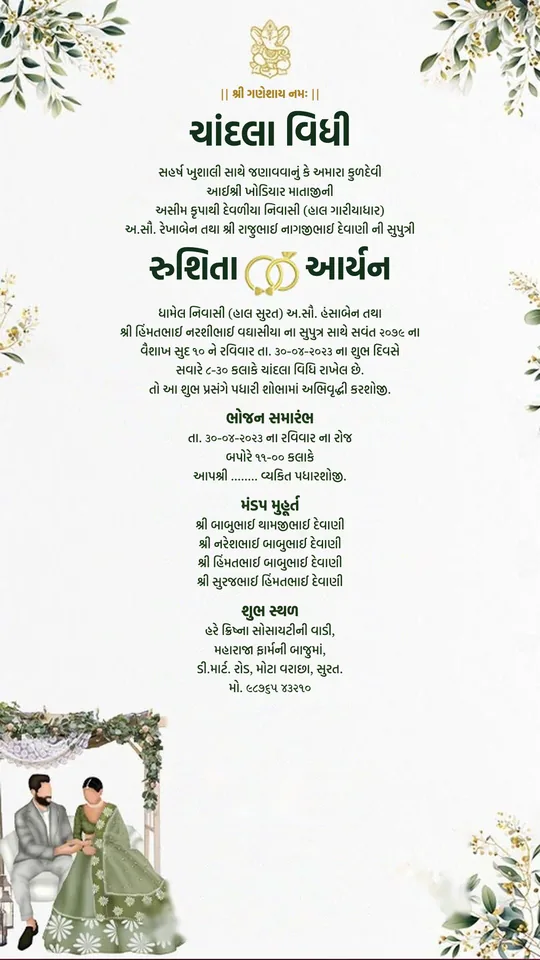 || શ્રી ગણેશાય નમઃ ||
ચાંદલા વિધી
સહર્ષ ખુશાલી સાથે જણાવવાનું કે અમારા કુળદેવી
આઈશ્રી ખોડિયાર માતાજીની
અસીમ કૃપાથી દેવળીયા નિવાસી (હાલ ગારીયાધાર)
અ.સૌ. રેખાબેન તથા શ્રી રાજુભાઈ નાગજીભાઈ દેવાણી ની સુપુત્રી
રુશિતા આર્યન
ધામેલ નિવાસી (હાલ સુરત) અ.સૌ. હંસાબેન તથા
શ્રી હિંમતભાઈ નરશીભાઈ વઘાસીયા ના સુપુત્ર સાથે સવંત ૨૦૭૯ ના
વૈશાખ સુદ ૧૦ ને રવિવાર તા. ૩૦-૦૪-૨૦૨૩ ના શુભ દિવસે
સવારે ૮-૩૦ કલાકે ચાંદલા વિધિ રાખેલ છે.
તો આ શુભ પ્રસંગે પધારી શોભામાં અભિવૃદ્ધી કરશોજી.
ભોજન સમારંભ
તા. ૩૦-૦૪-૨૦૨૩ ના રવિવાર ના રોજ
બપોરે ૧૧-૦૦ કલાકે
આપશ્રી ........ વ્યકિત પધારશોજી.
મંડપ મુહૂર્ત
શ્રી બાબુભાઈ થામજીભાઈ દેવાણી
શ્રી નરેશભાઈ બાબુભાઈ દેવાણી
શ્રી હિંમતભાઈ બાબુભાઈ દેવાણી
શ્રી સુરજભાઈ હિંમતભાઈ દેવાણી
શુભ સ્થળ
હરે ક્રિષ્ના સોસાયટીની વાડી,
મહારાજા ફાર્મની બાજુમાં,
ડી.માર્ટ. રોડ, મોટા વરાછા, સુરત.
મો. ૯૮૭૬૫ ૪૩૨૧૦